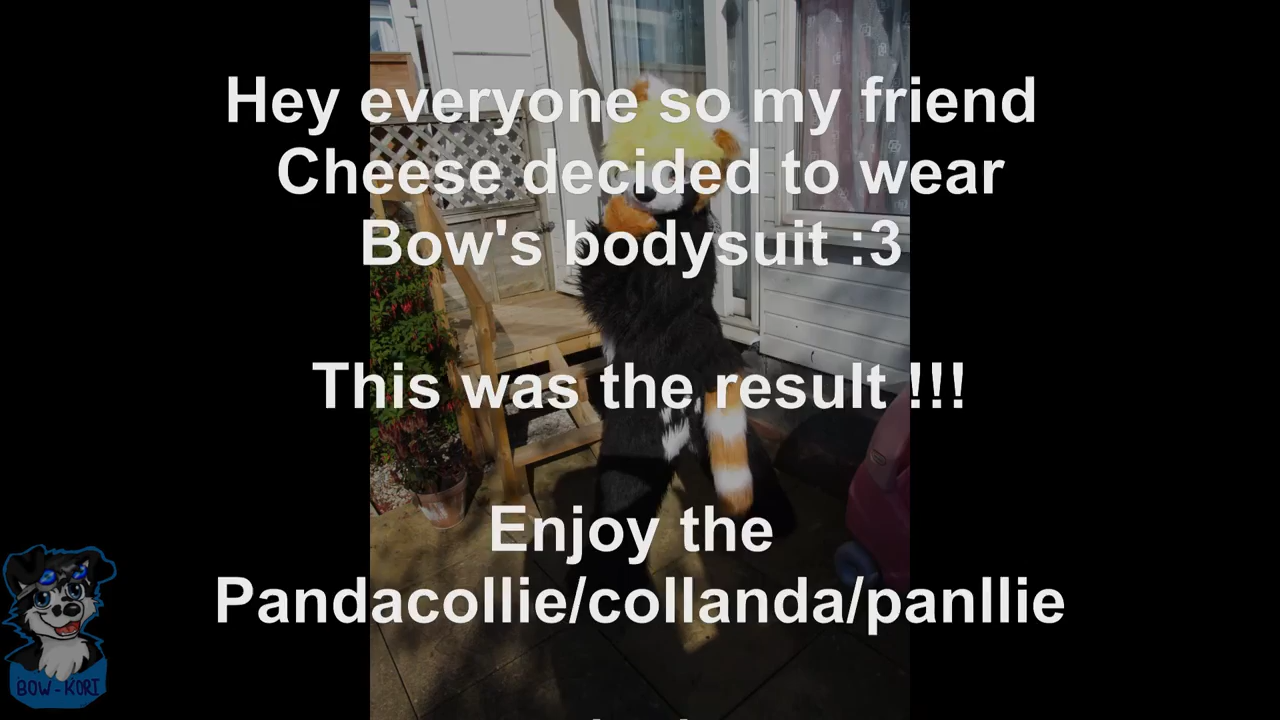 Hey everyone so my friend
Cheese decided to wear
Bow's bodysuit :3
This was the result !!!
Enjoy the
Pandacollie/collanda/panllie
BOW-KORI